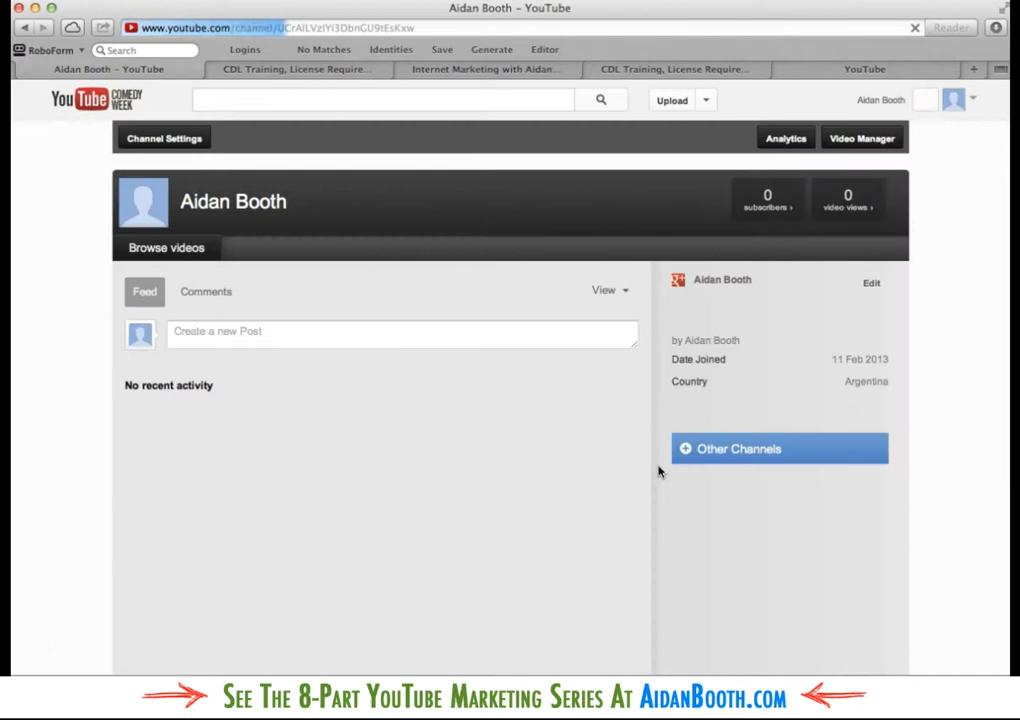 Aidan Booth – YouTube
www.youtube.com/channel/UCrAlLVzlYi3DbnGU9tEsKxw
Reader
RoboForm Search Logins No Matches Identities Save Generate Editor
Aidan Booth – YouTube CDL Training, License Require... Internet Marketing with Aidan... CDL Training, License Require... YouTube
YouTube COMEDY WEEK Upload Aidan Booth
Channel Settings Analytics Video Manager
Aidan Booth
0 subscribers › 0 video views ›
Browse videos
Feed Comments View
Aidan Booth Edit
Create a new Post
by Aidan Booth
Date Joined 11 Feb 2013
Country Argentina
No recent activity
Other Channels
SEE THE 8-PART YOUTUBE MARKETING SERIES AT AIDANBOOTH.COM